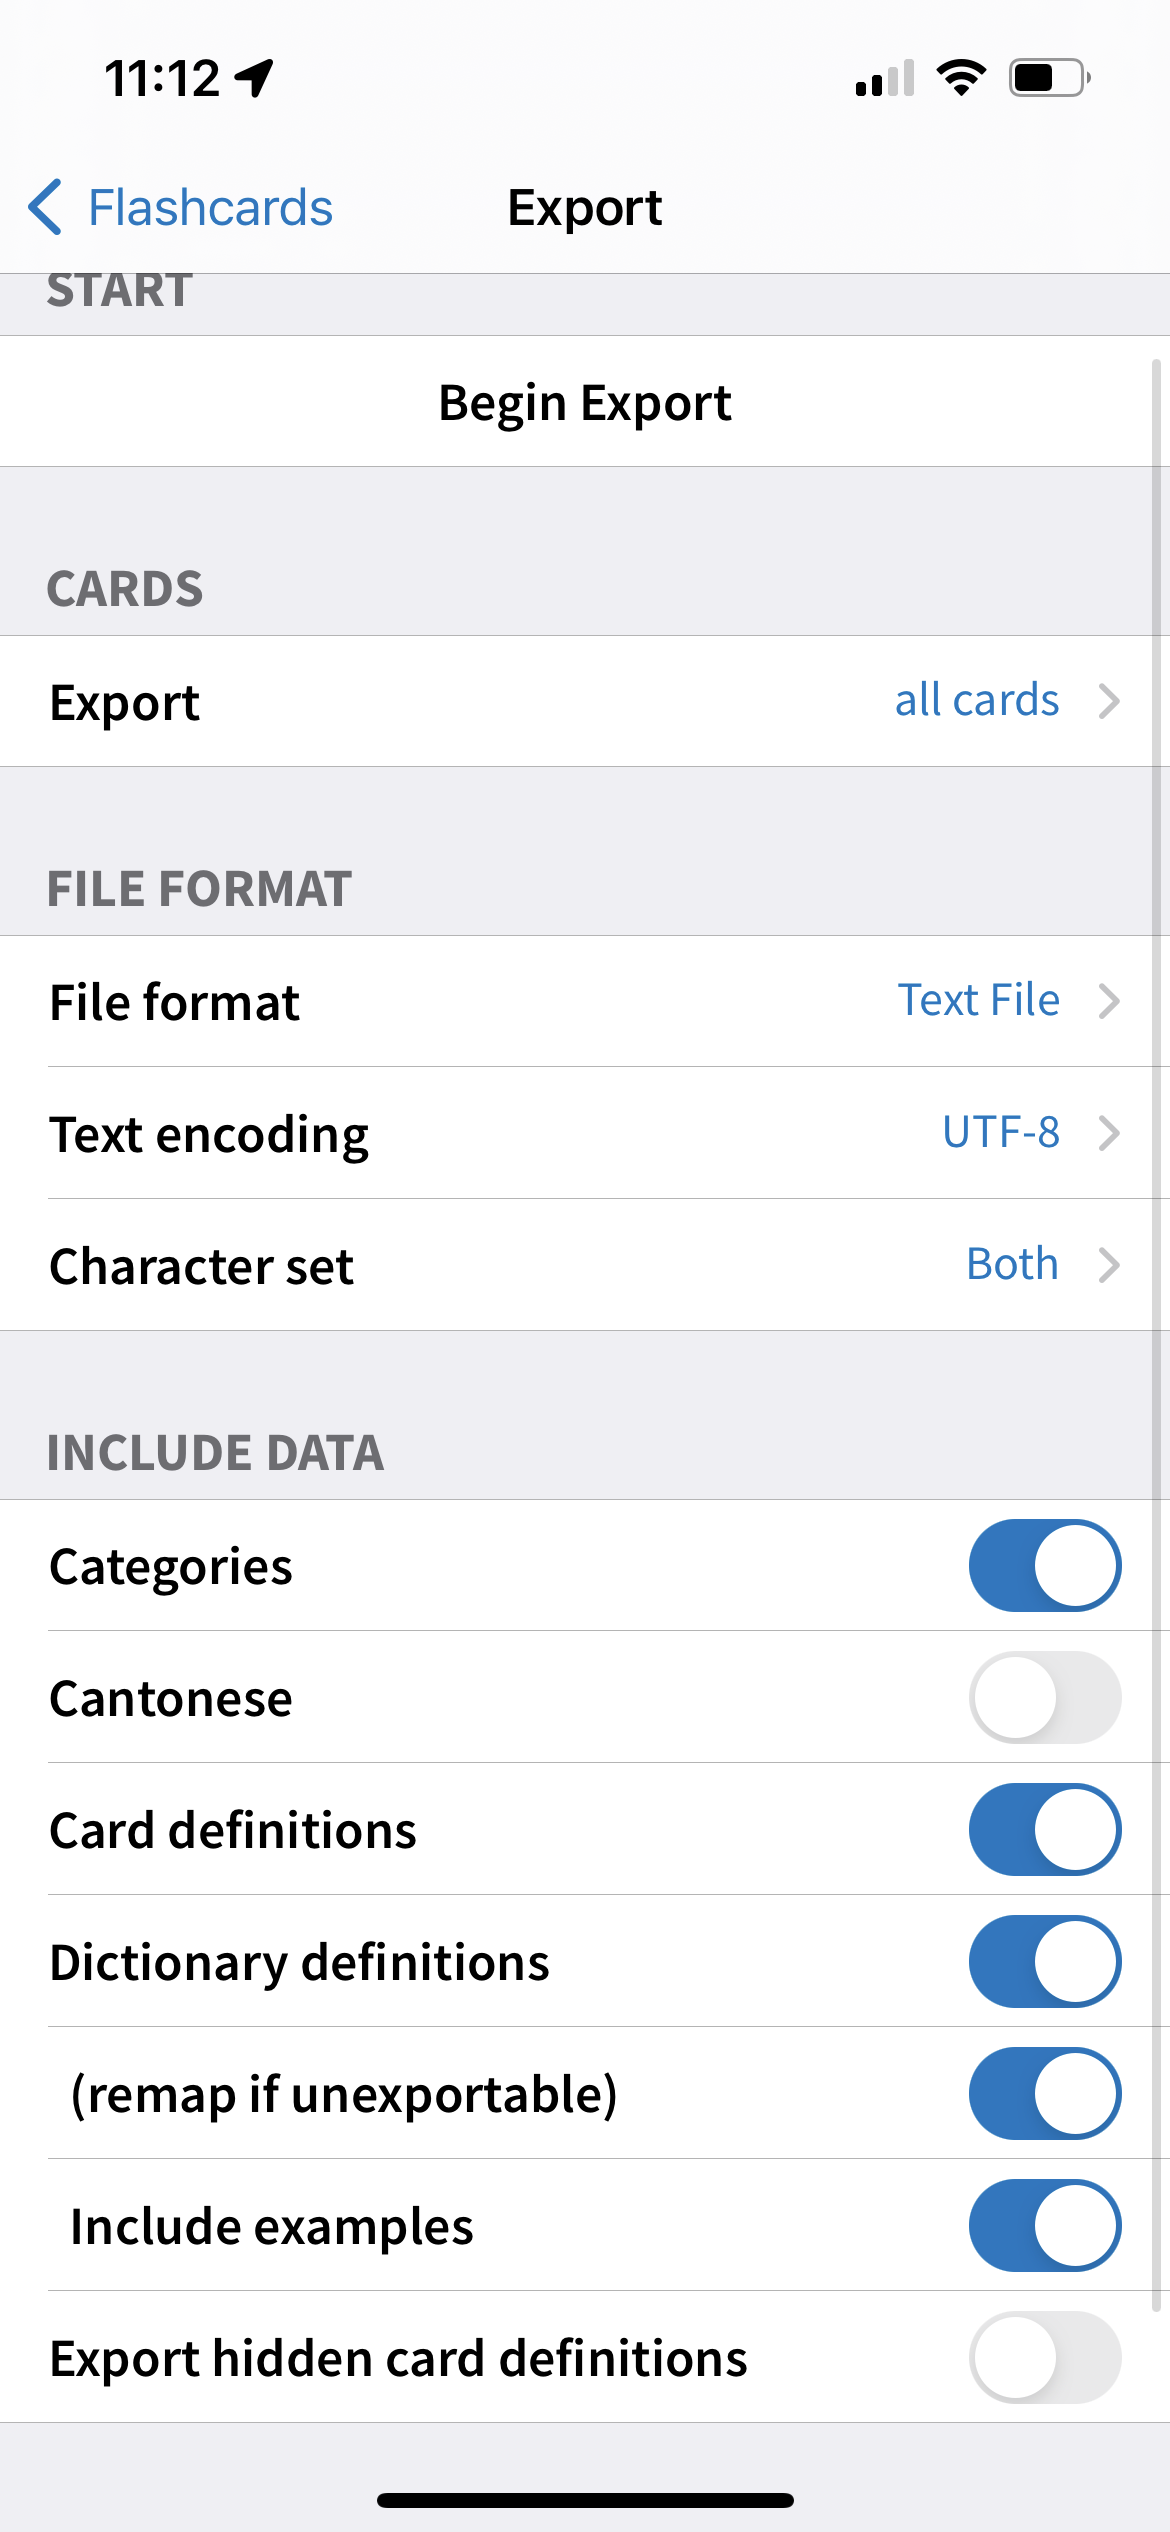 11:12
Flashcards
Export
START
Begin Export
CARDS
Export all cards
FILE FORMAT
File format Text File
Text encoding UTF-8
Character set Both
INCLUDE DATA
Categories
Cantonese
Card definitions
Dictionary definitions
(remap if unexportable)
Include examples
Export hidden card definitions